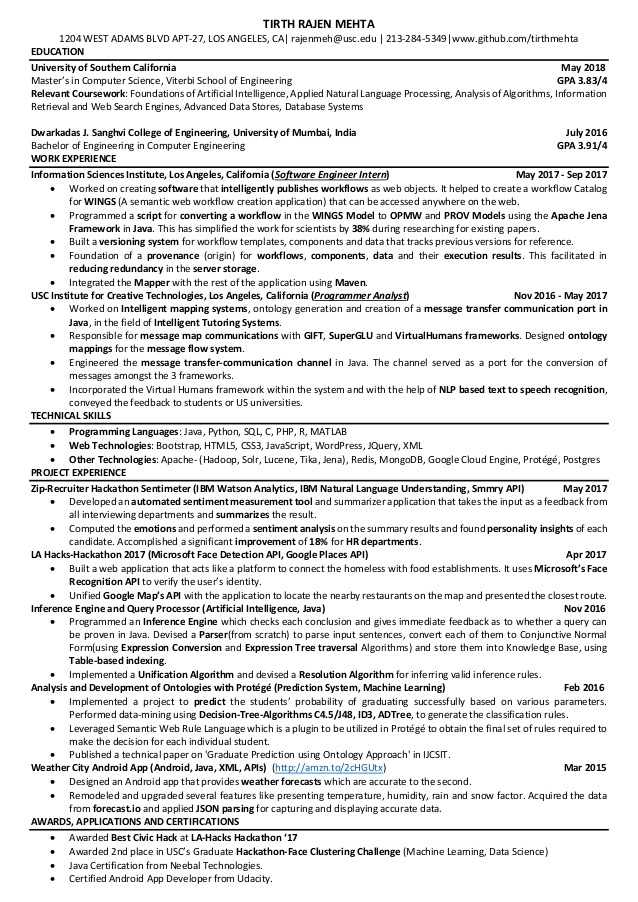 TIRTH RAJEN MEHTA
1204 WEST ADAMS BLVD APT-27, LOS ANGELES, CA| rajenmeh@usc.edu | 213-284-5349|www.github.com/tirthmehta
EDUCATION
University of Southern California May 2018
Master's in Computer Science, Viterbi School of Engineering GPA 3.83/4
Relevant Coursework: Foundations of Artificial Intelligence, Applied Natural Language Processing, Analysis of Algorithms, Information
Retrieval and Web Search Engines, Advanced Data Stores, Database Systems
Dwarkadas J. Sanghvi College of Engineering, University of Mumbai, India July 2016
Bachelor of Engineering in Computer Engineering GPA 3.91/4
WORK EXPERIENCE
Information Sciences Institute, Los Angeles, California (Software Engineer Intern) May 2017 - Sep 2017
• Worked on creating software that intelligently publishes workflows as web objects. It helped to create a workflow Catalog
for WINGS (A semantic web workflow creation application) that can be accessed anywhere on the web.
• Programmed a script for converting a workflow in the WINGS Model to OPMW and PROV Models using the Apache Jena
Framework in Java. This has simplified the work for scientists by 38% during researching for existing papers.
• Built a versioning system for workflow templates, components and data that tracks previous versions for reference.
• Foundation of a provenance (origin) for workflows, components, data and their execution results. This facilitated in
reducing redundancy in the server storage.
• Integrated the Mapper with the rest of the application using Maven.
USC Institute for Creative Technologies, Los Angeles, California (Programmer Analyst) Nov 2016 - May 2017
• Worked on Intelligent mapping systems, ontology generation and creation of a message transfer communication port in
Java, in the field of Intelligent Tutoring Systems.
• Responsible for message map communications with GIFT, SuperGLU and VirtualHumans frameworks. Designed ontology
mappings for the message flow system.
• Engineered the message transfer-communication channel in Java. The channel served as a port for the conversion of
messages amongst the 3 frameworks.
• Incorporated the Virtual Humans framework within the system and with the help of NLP based text to speech recognition,
conveyed the feedback to students or US universities.
TECHNICAL SKILLS
• Programming Languages: Java, Python, SQL, C, PHP, R, MATLAB
• Web Technologies: Bootstrap, HTML5, CSS3, JavaScript, WordPress, JQuery, XML
• Other Technologies: Apache- (Hadoop, Solr, Lucene, Tika, Jena), Redis, MongoDB, Google Cloud Engine, Protégé, Postgres
PROJECT EXPERIENCE
Zip-Recruiter Hackathon Sentimeter (IBM Watson Analytics, IBM Natural Language Understanding, Smmry API) May 2017
• Developed an automated sentiment measurement tool and summarizer application that takes the input as a feedback from
all interviewing departments and summarizes the result.
• Computed the emotions and performed a sentiment analysis on the summary results and found personality insights of each
candidate. Accomplished a significant improvement of 18% for HR departments.
LA Hacks-Hackathon 2017 (Microsoft Face Detection API, Google Places API) Apr 2017
• Built a web application that acts like a platform to connect the homeless with food establishments. It uses Microsoft's Face
Recognition API to verify the user's identity.
• Unified Google Map's API with the application to locate the nearby restaurants on the map and presented the closest route.
Inference Engine and Query Processor (Artificial Intelligence, Java) Nov 2016
• Programmed an Inference Engine which checks each conclusion and gives immediate feedback as to whether a query can
be proven in Java. Devised a Parser(from scratch) to parse input sentences, convert each of them to Conjunctive Normal
Form(using Expression Conversion and Expression Tree traversal Algorithms) and store them into Knowledge Base, using
Table-based indexing.
• Implemented a Unification Algorithm and devised a Resolution Algorithm for inferring valid inference rules.
Analysis and Development of Ontologies with Protégé (Prediction System, Machine Learning) Feb 2016
• Implemented a project to predict the students' probability of graduating successfully based on various parameters.
Performed data-mining using Decision-Tree-Algorithms C4.5/J48, ID3, ADTree, to generate the classification rules.
• Leveraged Semantic Web Rule Language which is a plugin to be utilized in Protégé to obtain the final set of rules required to
make the decision for each individual student.
• Published a technical paper on 'Graduate Prediction using Ontology Approach' in IJCSIT.
Weather City Android App (Android, Java, XML, APIs) (http://amzn.to/2cHGUtx) Mar 2015
• Designed an Android app that provides weather forecasts which are accurate to the second.
• Remodeled and upgraded several features like presenting temperature, humidity, rain and snow factor. Acquired the data
from forecast.io and applied JSON parsing for capturing and displaying accurate data.
AWARDS, APPLICATIONS AND CERTIFICATIONS
• Awarded Best Civic Hack at LA-Hacks Hackathon '17
• Awarded 2nd place in USC's Graduate Hackathon-Face Clustering Challenge (Machine Learning, Data Science)
• Java Certification from Neebal Technologies.
• Certified Android App Developer from Udacity.